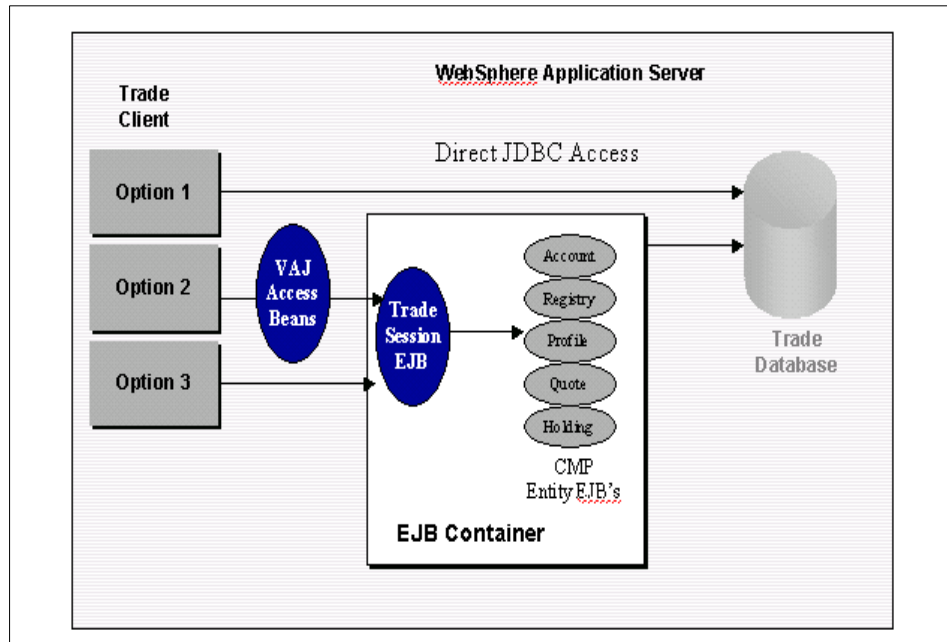 WebSphere Application Server
Trade
Client
Direct JDBC Access
Option 1
Option 2
Option 3
VAJ
Access
Beans
Trade
Session
EJB
Account
Registry
Profile
Quote
Holding
CMP
Entity EJB's
EJB Container
Trade
Database